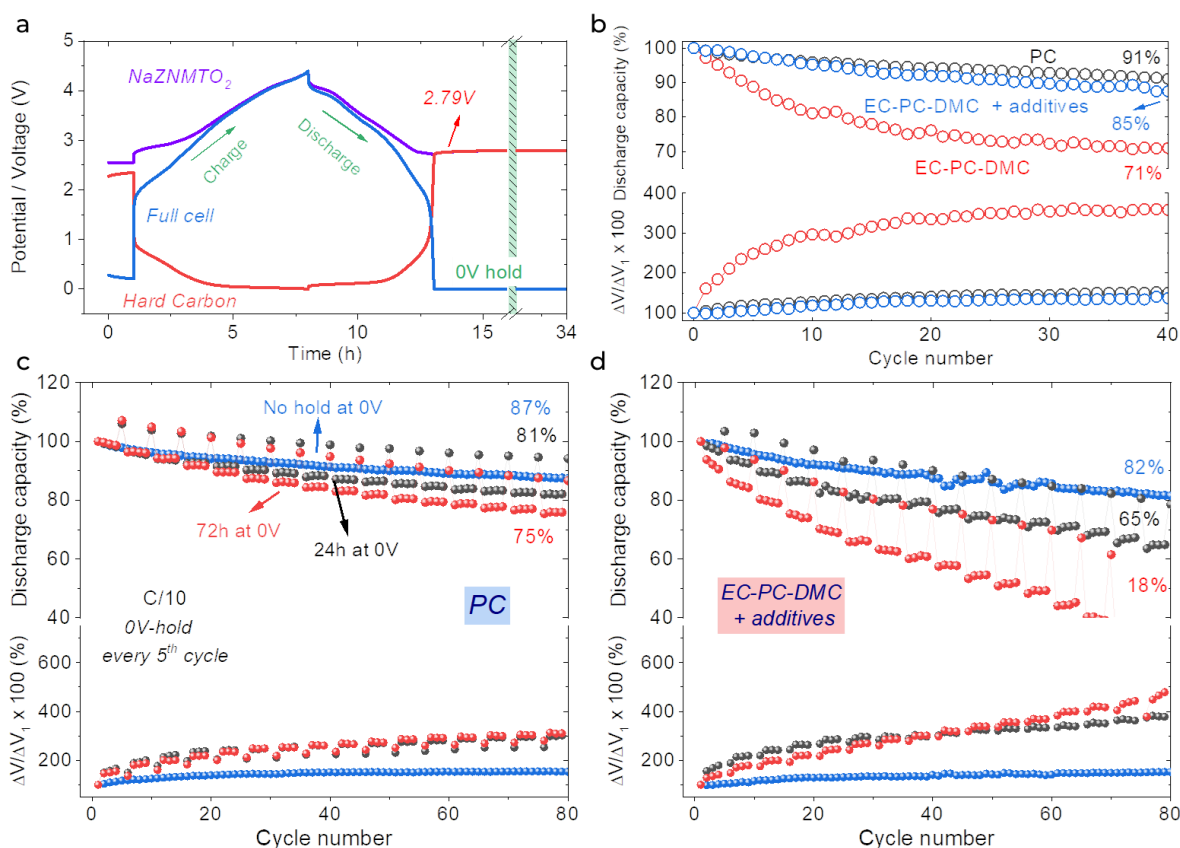 a
Potential / Voltage (V)
5
4
3
2
1
0
NaZNMTO2
Charge
Discharge
2.79V
Full cell
Hard Carbon
0V hold
0
5
10
15
34
Time (h)
b
ΔV/ΔV1 x 100 Discharge capacity (%)
100
90
80
70
400
300
200
100
PC
91%
EC-PC-DMC + additives
85%
EC-PC-DMC
71%
0
10
20
30
40
Cycle number
c
Discharge capacity (%)
120
100
80
60
40
No hold at 0V
87%
81%
72h at 0V
24h at 0V
75%
C/10
0V-hold
every 5th cycle
PC
ΔV/ΔV1 x 100 (%)
600
400
200
0
20
40
60
80
Cycle number
d
Discharge capacity (%)
120
100
80
60
40
82%
65%
18%
EC-PC-DMC
+ additives
ΔV/ΔV1 x 100 (%)
600
400
200
0
20
40
60
80
Cycle number